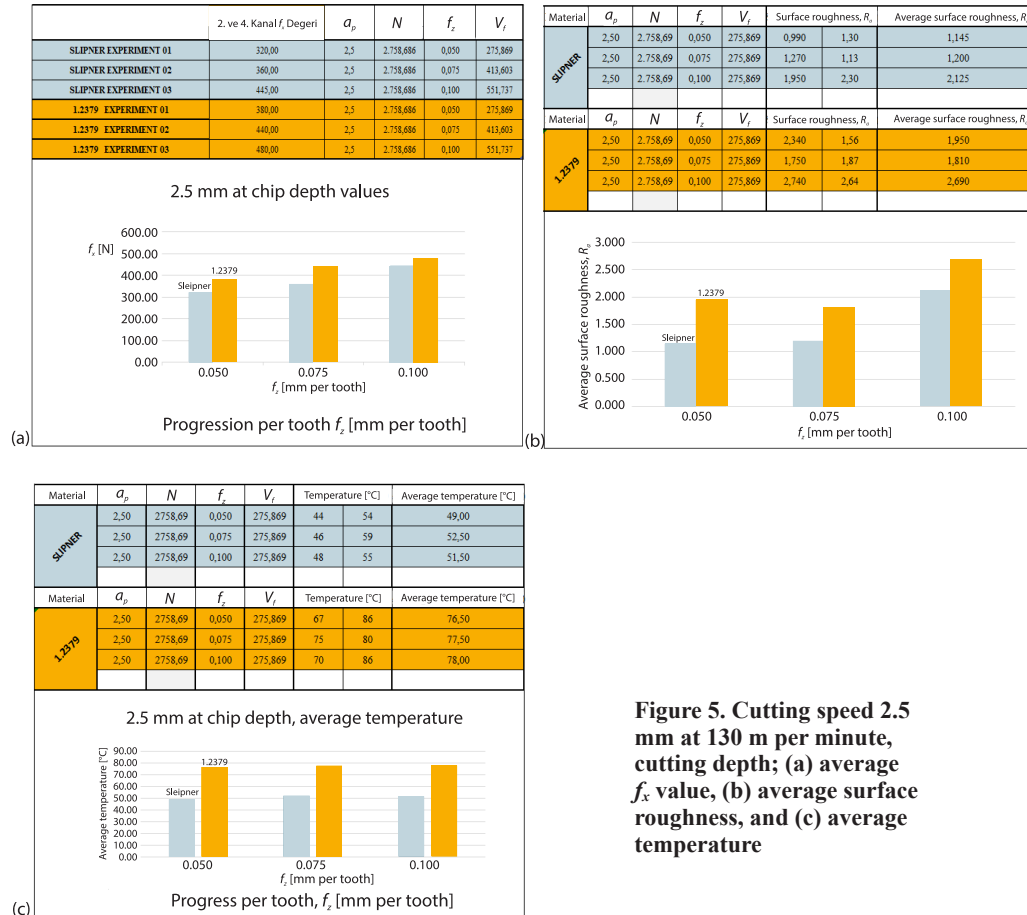 2. ve 4. Kanal fx Degeri ap N fz Vf
SLIPNER EXPERIMENT 01 320,00 2,5 2.758,686 0,050 275,869
SLIPNER EXPERIMENT 02 360,00 2,5 2.758,686 0,075 413,603
SLIPNER EXPERIMENT 03 445,00 2,5 2.758,686 0,100 551,737
1.2379 EXPERIMENT 01 380,00 2,5 2.758,686 0,050 275,869
1.2379 EXPERIMENT 02 440,00 2,5 2.758,686 0,075 413,603
1.2379 EXPERIMENT 03 480,00 2,5 2.758,686 0,100 551,737
2.5 mm at chip depth values
fx [N]
600.00
500.00
400.00
300.00
200.00
100.00
0.00
Sleipner
1.2379
0.050 0.075 0.100
fz [mm per tooth]
Progression per tooth fz [mm per tooth]
(a)
Material ap N fz Vf Surface roughness, Ra Average surface roughness, Ra
SLIPNER
2,50 2.758,69 0,050 275,869 0,990 1,30 1,145
2,50 2.758,69 0,075 275,869 1,270 1,13 1,200
2,50 2.758,69 0,100 275,869 1,950 2,30 2,125
Material ap N fz Vf Surface roughness, Ra Average surface roughness, Ra
1.2379
2,50 2.758,69 0,050 275,869 2,340 1,56 1,950
2,50 2.758,69 0,075 275,869 1,750 1,87 1,810
2,50 2.758,69 0,100 275,869 2,740 2,64 2,690
Average surface roughness, Ra
3.000
2.500
2.000
1.500
1.000
0.500
0.000
Sleipner
1.2379
0.050 0.075 0.100
fz [mm per tooth]
(b)
Material ap N fz Vf Temperature [°C] Average temperature [°C]
SLIPNER
2,50 2758,69 0,050 275,869 44 54 49,00
2,50 2758,69 0,075 275,869 46 59 52,50
2,50 2758,69 0,100 275,869 48 55 51,50
Material ap N fz Vf Temperature [°C] Average temperature [°C]
1.2379
2,50 2758,69 0,050 275,869 67 86 76,50
2,50 2758,69 0,075 275,869 75 80 77,50
2,50 2758,69 0,100 275,869 70 86 78,00
2.5 mm at chip depth, average temperature
Average temperature [°C]
90.00
80.00
70.00
60.00
50.00
40.00
30.00
20.00
10.00
0.00
Sleipner
1.2379
0.050 0.075 0.100
fz [mm per tooth]
Progress per tooth, fz [mm per tooth]
(c)
Figure 5. Cutting speed 2.5
mm at 130 m per minute,
cutting depth; (a) average
fx value, (b) average surface
roughness, and (c) average
temperature